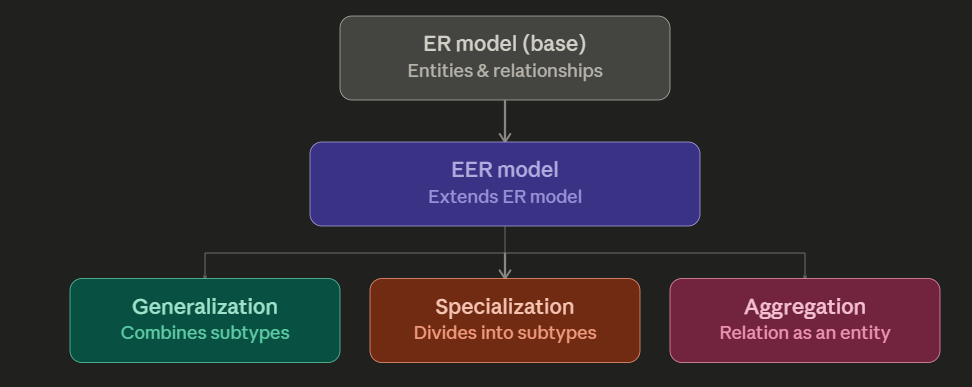 ER model (base)
Entities & relationships
EER model
Extends ER model
Generalization
Combines subtypes
Specialization
Divides into subtypes
Aggregation
Relation as an entity